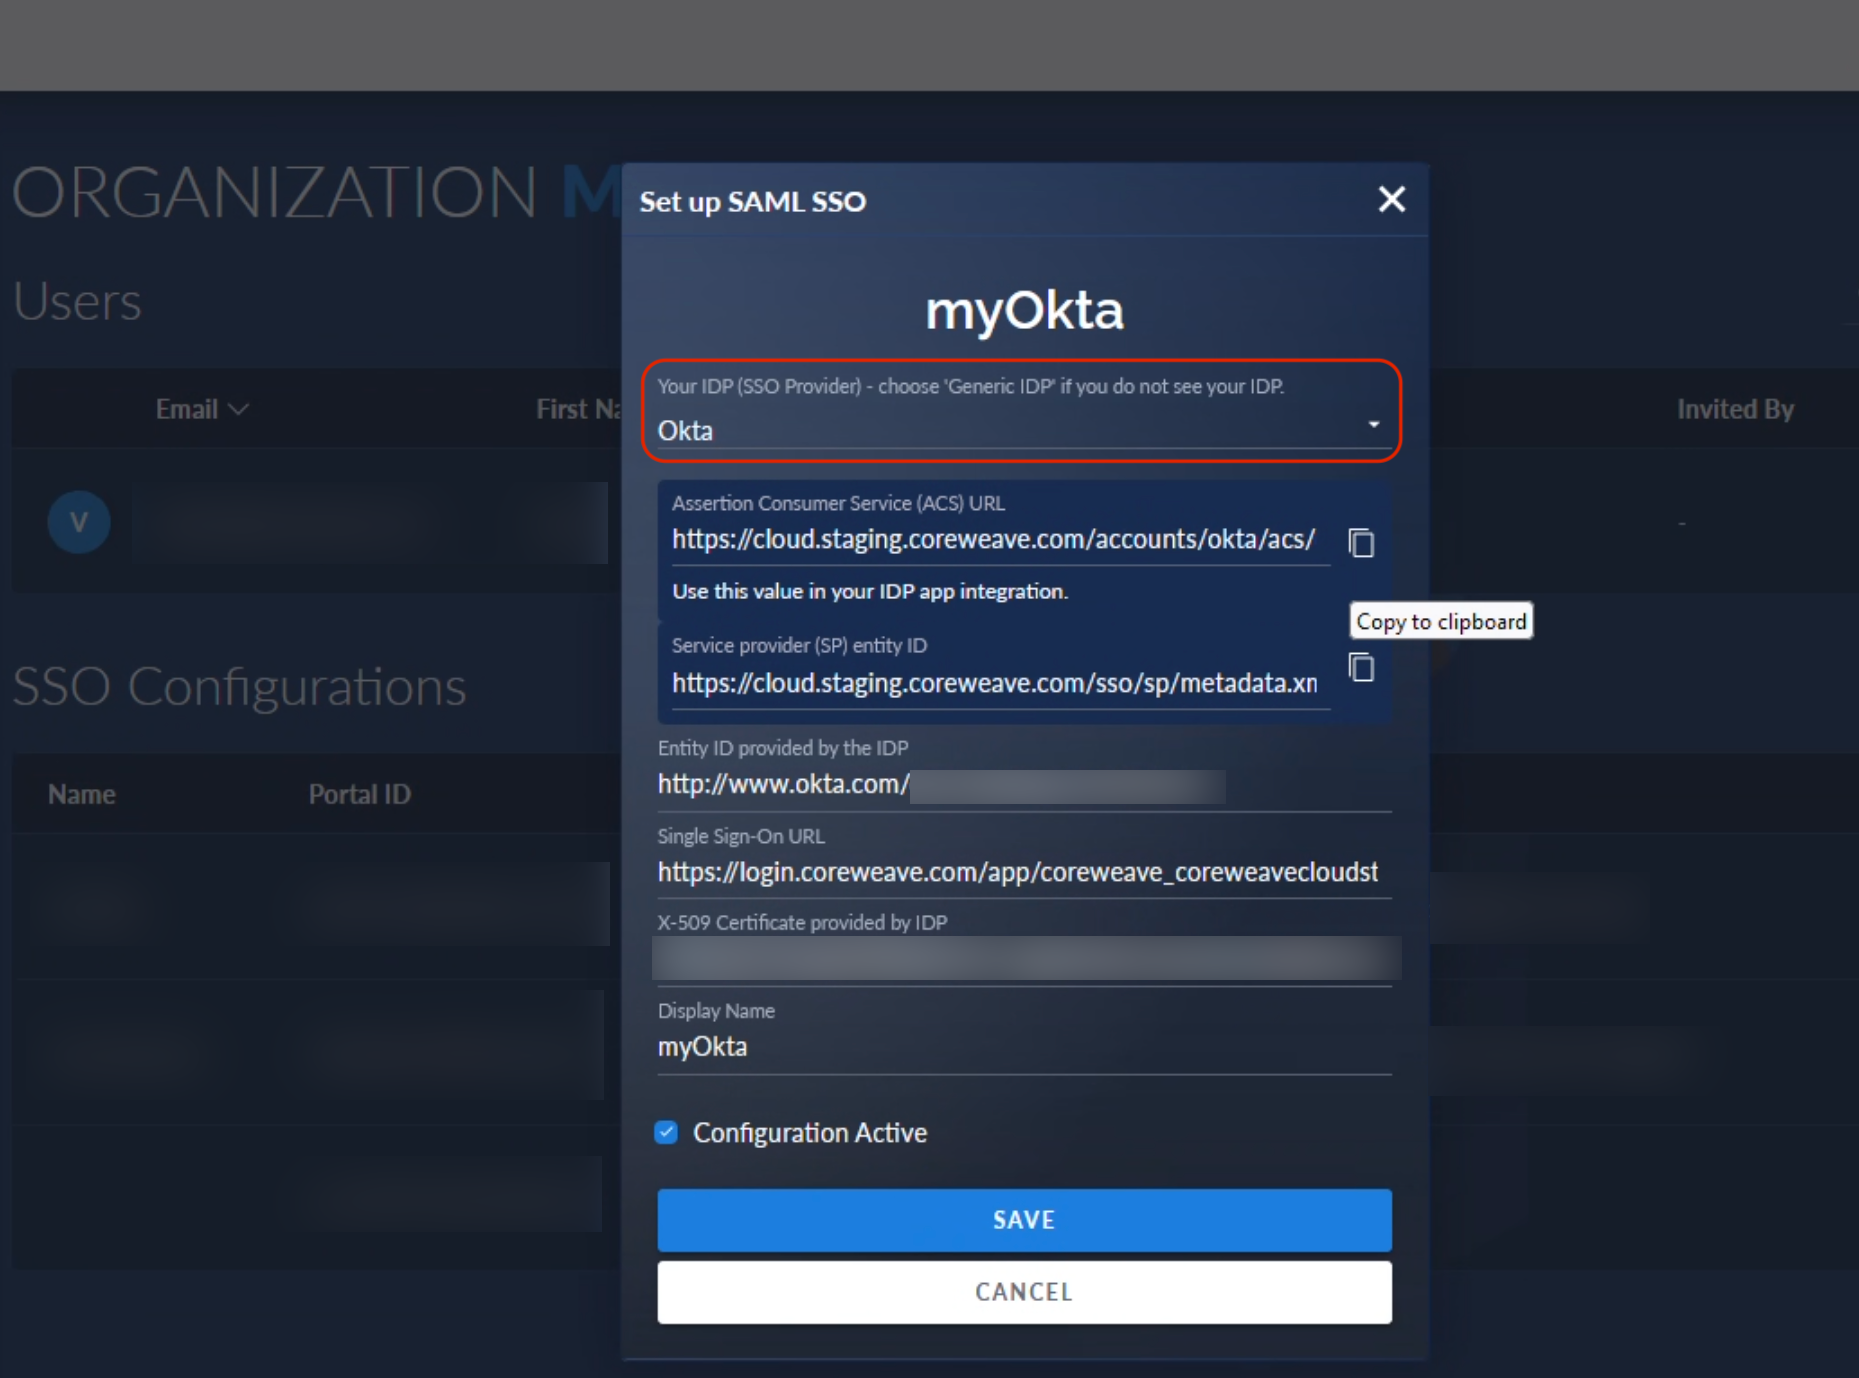 ORGANIZATION M
Users
Email
First Na
Invited By
V
-
SSO Configurations
Name
Portal ID
Set up SAML SSO
myOkta
Your IDP (SSO Provider) - choose 'Generic IDP' if you do not see your IDP.
Okta
Assertion Consumer Service (ACS) URL
https://cloud.staging.coreweave.com/accounts/okta/acs/
Use this value in your IDP app integration.
Copy to clipboard
Service provider (SP) entity ID
https://cloud.staging.coreweave.com/sso/sp/metadata.xm
Entity ID provided by the IDP
http://www.okta.com/
Single Sign-On URL
https://login.coreweave.com/app/coreweave_coreweavecloudst
X-509 Certificate provided by IDP
Display Name
myOkta
Configuration Active
SAVE
CANCEL